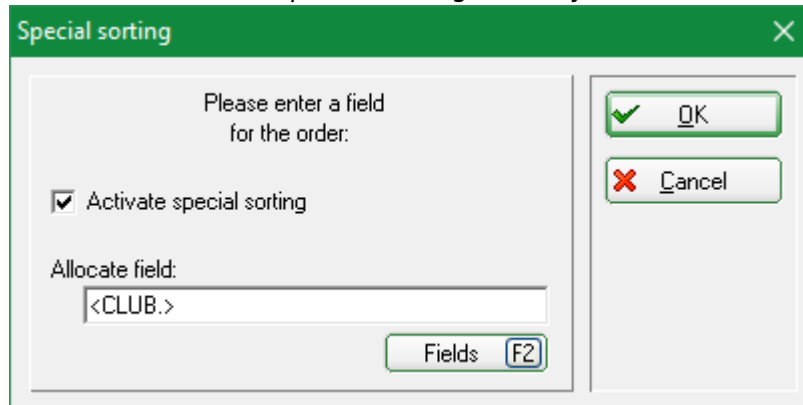 Special sorting
Please enter a field
for the order:
Activate special sorting
Allocate field:
<CLUB.>
Fields F2
OK
Cancel